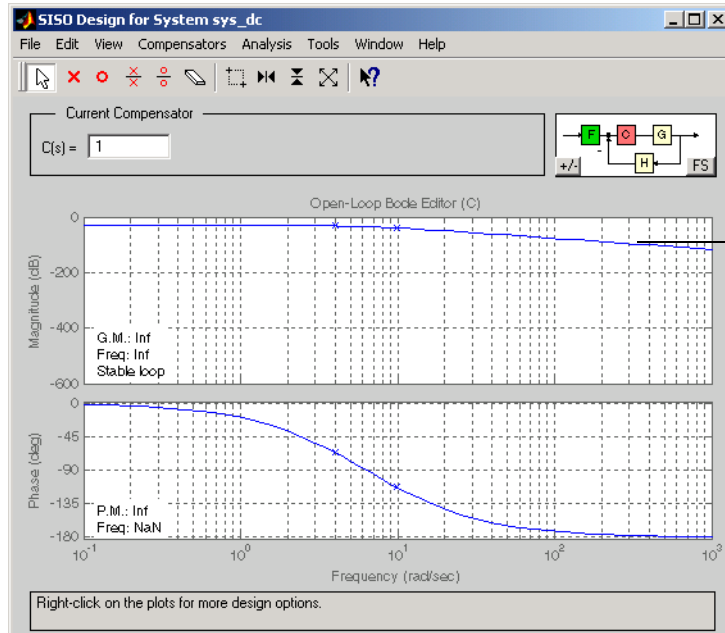 SISO Design for System sys_dc
File Edit View Compensators Analysis Tools Window Help
Current Compensator
C(s) = 1
F C G
H
+/- FS
Open-Loop Bode Editor (C)
Magnitude (dB)
0
-200
-400
-600
G.M.: Inf
Freq: Inf
Stable loop
Phase (deg)
0
-45
-90
-135
-180
P.M.: Inf
Freq: NaN
10^-1 10^0 10^1 10^2 10^3
Frequency (rad/sec)
Right-click on the plots for more design options.